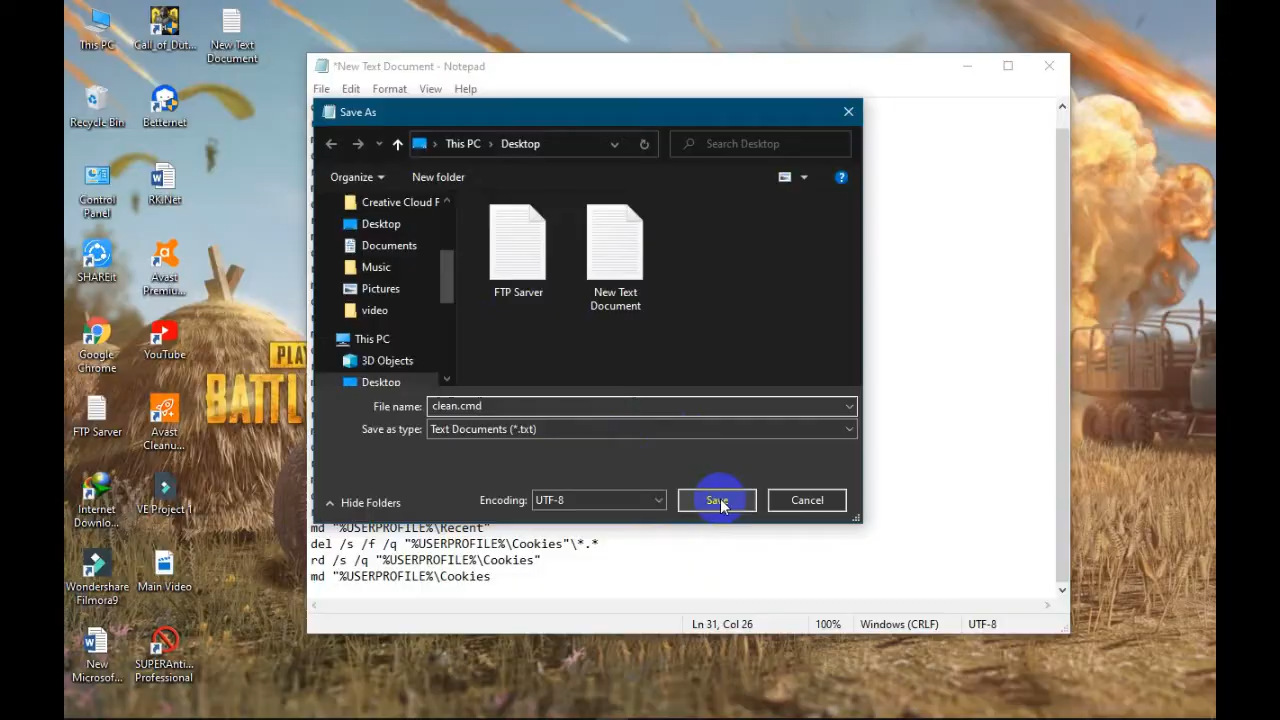 This PC
Call_of_Dut...
New Text
Document
Recycle Bin
Betternet
Control
Panel
RKINet
SHAREit
Avast
Premiu...
Google
Chrome
YouTube
FTP Sarver
Avast
Cleanu...
Internet
Downlo...
VE Project 1
Wondershare
Filmora9
Main Video
New
Microsof...
SUPERAnti...
Professional
PLAY
BATTL
*New Text Document - Notepad
File Edit Format View Help
Save As
This PC > Desktop
Search Desktop
Organize
New folder
Creative Cloud F
Desktop
Documents
Music
Pictures
video
This PC
3D Objects
Desktop
FTP Sarver
New Text
Document
File name: clean.cmd
Save as type: Text Documents (*.txt)
Hide Folders
Encoding: UTF-8
Save
Cancel
md "%USERPROFILE%\Recent"
del /s /f /q "%USERPROFILE%\Cookies"\*.*
rd /s /q "%USERPROFILE%\Cookies"
md "%USERPROFILE%\Cookies
Ln 31, Col 26
100%
Windows (CRLF)
UTF-8